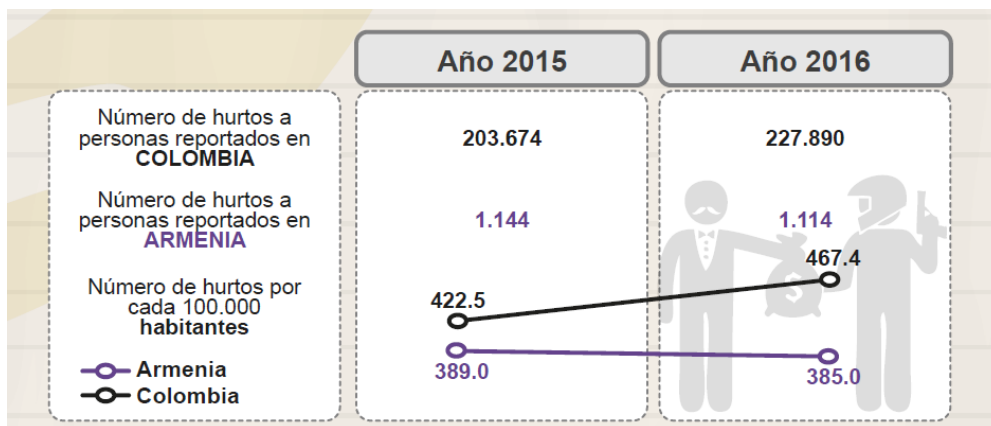 Año 2015
Año 2016
Número de hurtos a
personas reportados en
COLOMBIA
203.674
227.890
Número de hurtos a
personas reportados en
ARMENIA
1.144
1.114
Número de hurtos por
cada 100.000
habitantes
422.5
467.4
389.0
385.0
Armenia
Colombia
$